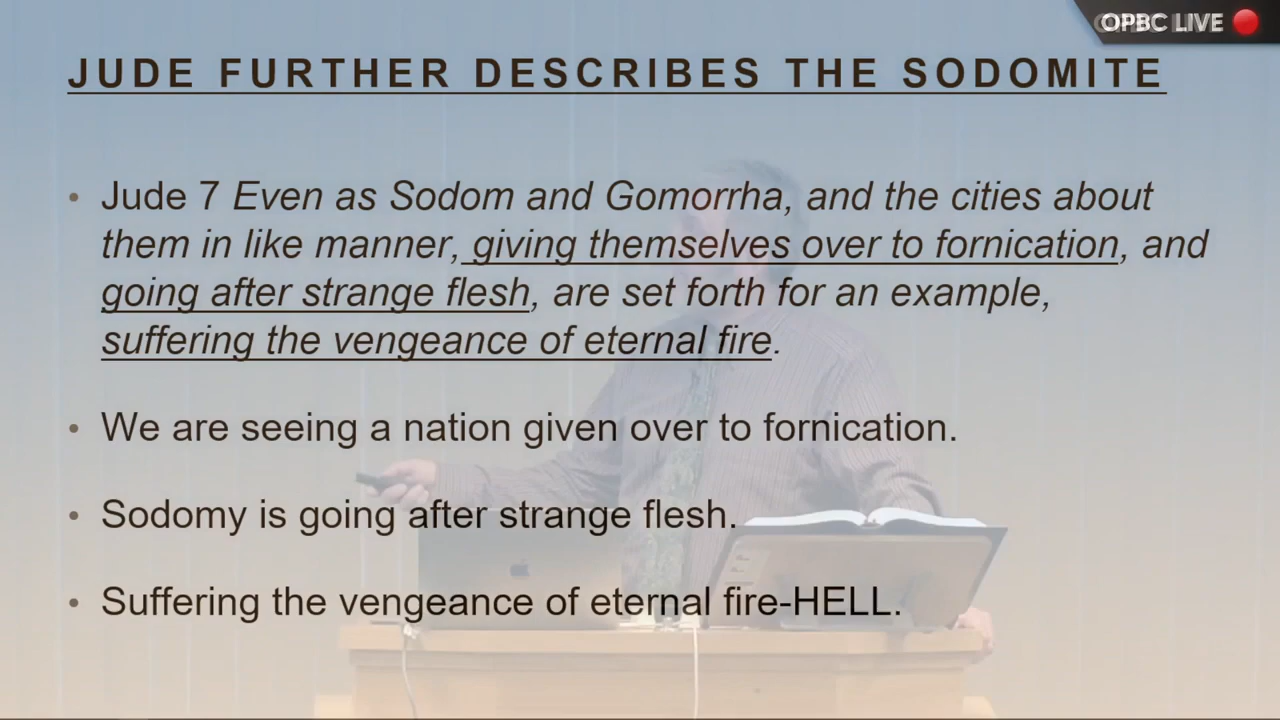 OPBC LIVE
JUDE FURTHER DESCRIBES THE SODOMITE
• Jude 7 Even as Sodom and Gomorrha, and the cities about
them in like manner, giving themselves over to fornication, and
going after strange flesh, are set forth for an example,
suffering the vengeance of eternal fire.
• We are seeing a nation given over to fornication.
• Sodomy is going after strange flesh.
• Suffering the vengeance of eternal fire-HELL.